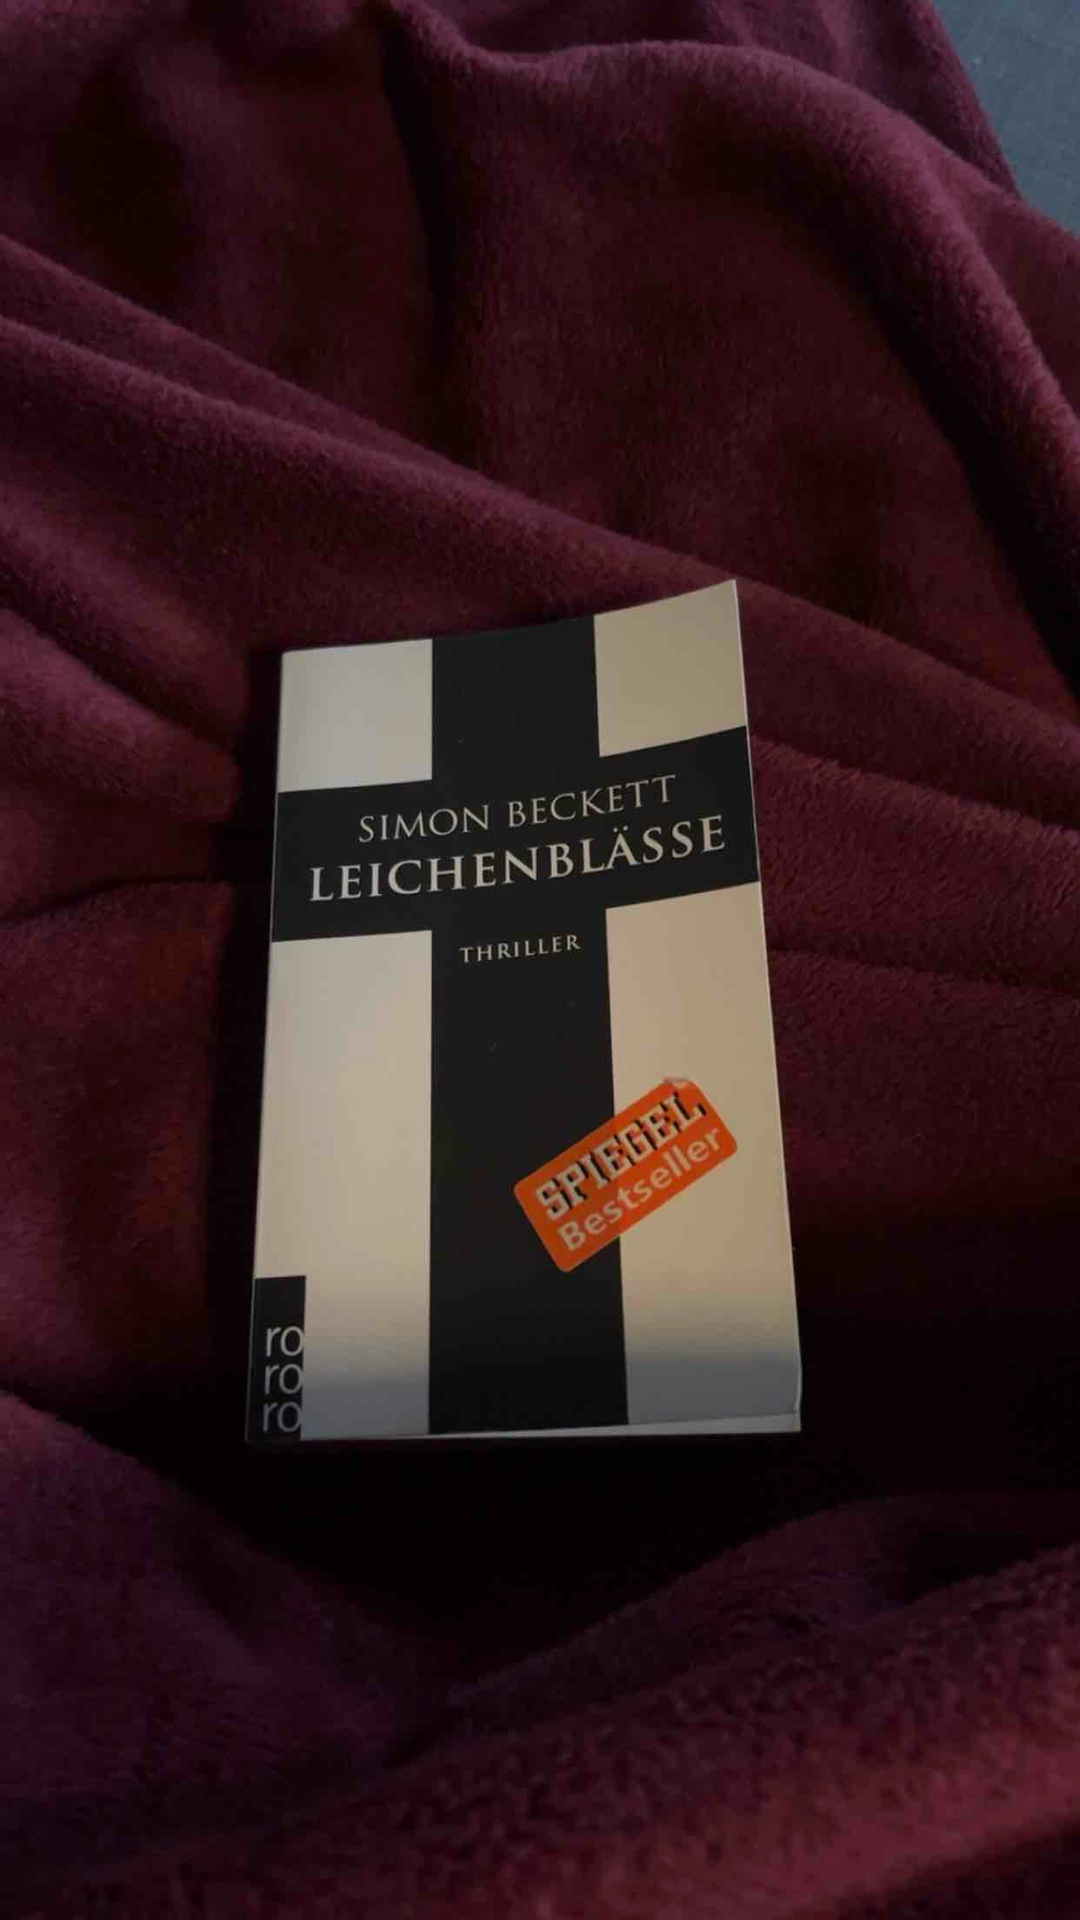 SIMON BECKETT
LEICHENBLÄSSE
THRILLER
SPIEGEL
Bestseller
ro
ro
ro